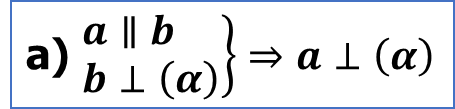 a) a ∥ b
b ⊥ (α)} ⇒ a ⊥ (α)